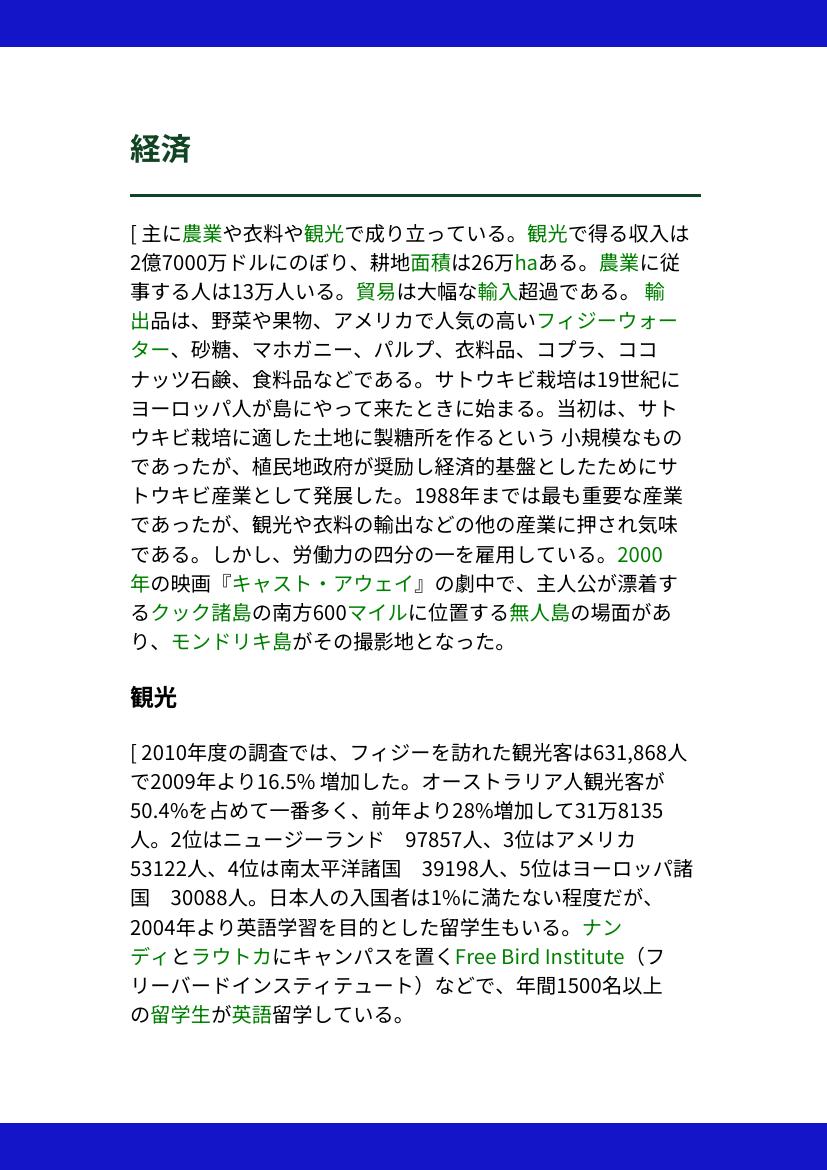 経済
[ 主に農業や衣料や観光で成り立っている。観光で得る収入は
2億7000万ドルにのぼり、耕地面積は26万haある。農業に従
事する人は13万人いる。貿易は大幅な輸入超過である。 輸
出品は、野菜や果物、アメリカで人気の高いフィジーウォー
ター、砂糖、マホガニー、パルプ、衣料品、コプラ、ココ
ナッツ石鹸、食料品などである。サトウキビ栽培は19世紀に
ヨーロッパ人が島にやって来たときに始まる。当初は、サト
ウキビ栽培に適した土地に製糖所を作るという 小規模なもの
であったが、植民地政府が奨励し経済的基盤としたためにサ
トウキビ産業として発展した。1988年までは最も重要な産業
であったが、観光や衣料の輸出などの他の産業に押され気味
である。しかし、労働力の四分の一を雇用している。2000
年の映画『キャスト・アウェイ』の劇中で、主人公が漂着す
るクック諸島の南方600マイルに位置する無人島の場面があ
り、モンドリキ島がその撮影地となった。
観光
[ 2010年度の調査では、フィジーを訪れた観光客は631,868人
で2009年より16.5% 増加した。オーストラリア人観光客が
50.4%を占めて一番多く、前年より28%増加して31万8135
人。2位はニュージーランド　97857人、3位はアメリカ
53122人、4位は南太平洋諸国　39198人、5位はヨーロッパ諸
国　30088人。日本人の入国者は1%に満たない程度だが、
2004年より英語学習を目的とした留学生もいる。ナン
ディとラウトカにキャンパスを置くFree Bird Institute（フ
リーバードインスティテュート）などで、年間1500名以上
の留学生が英語留学している。